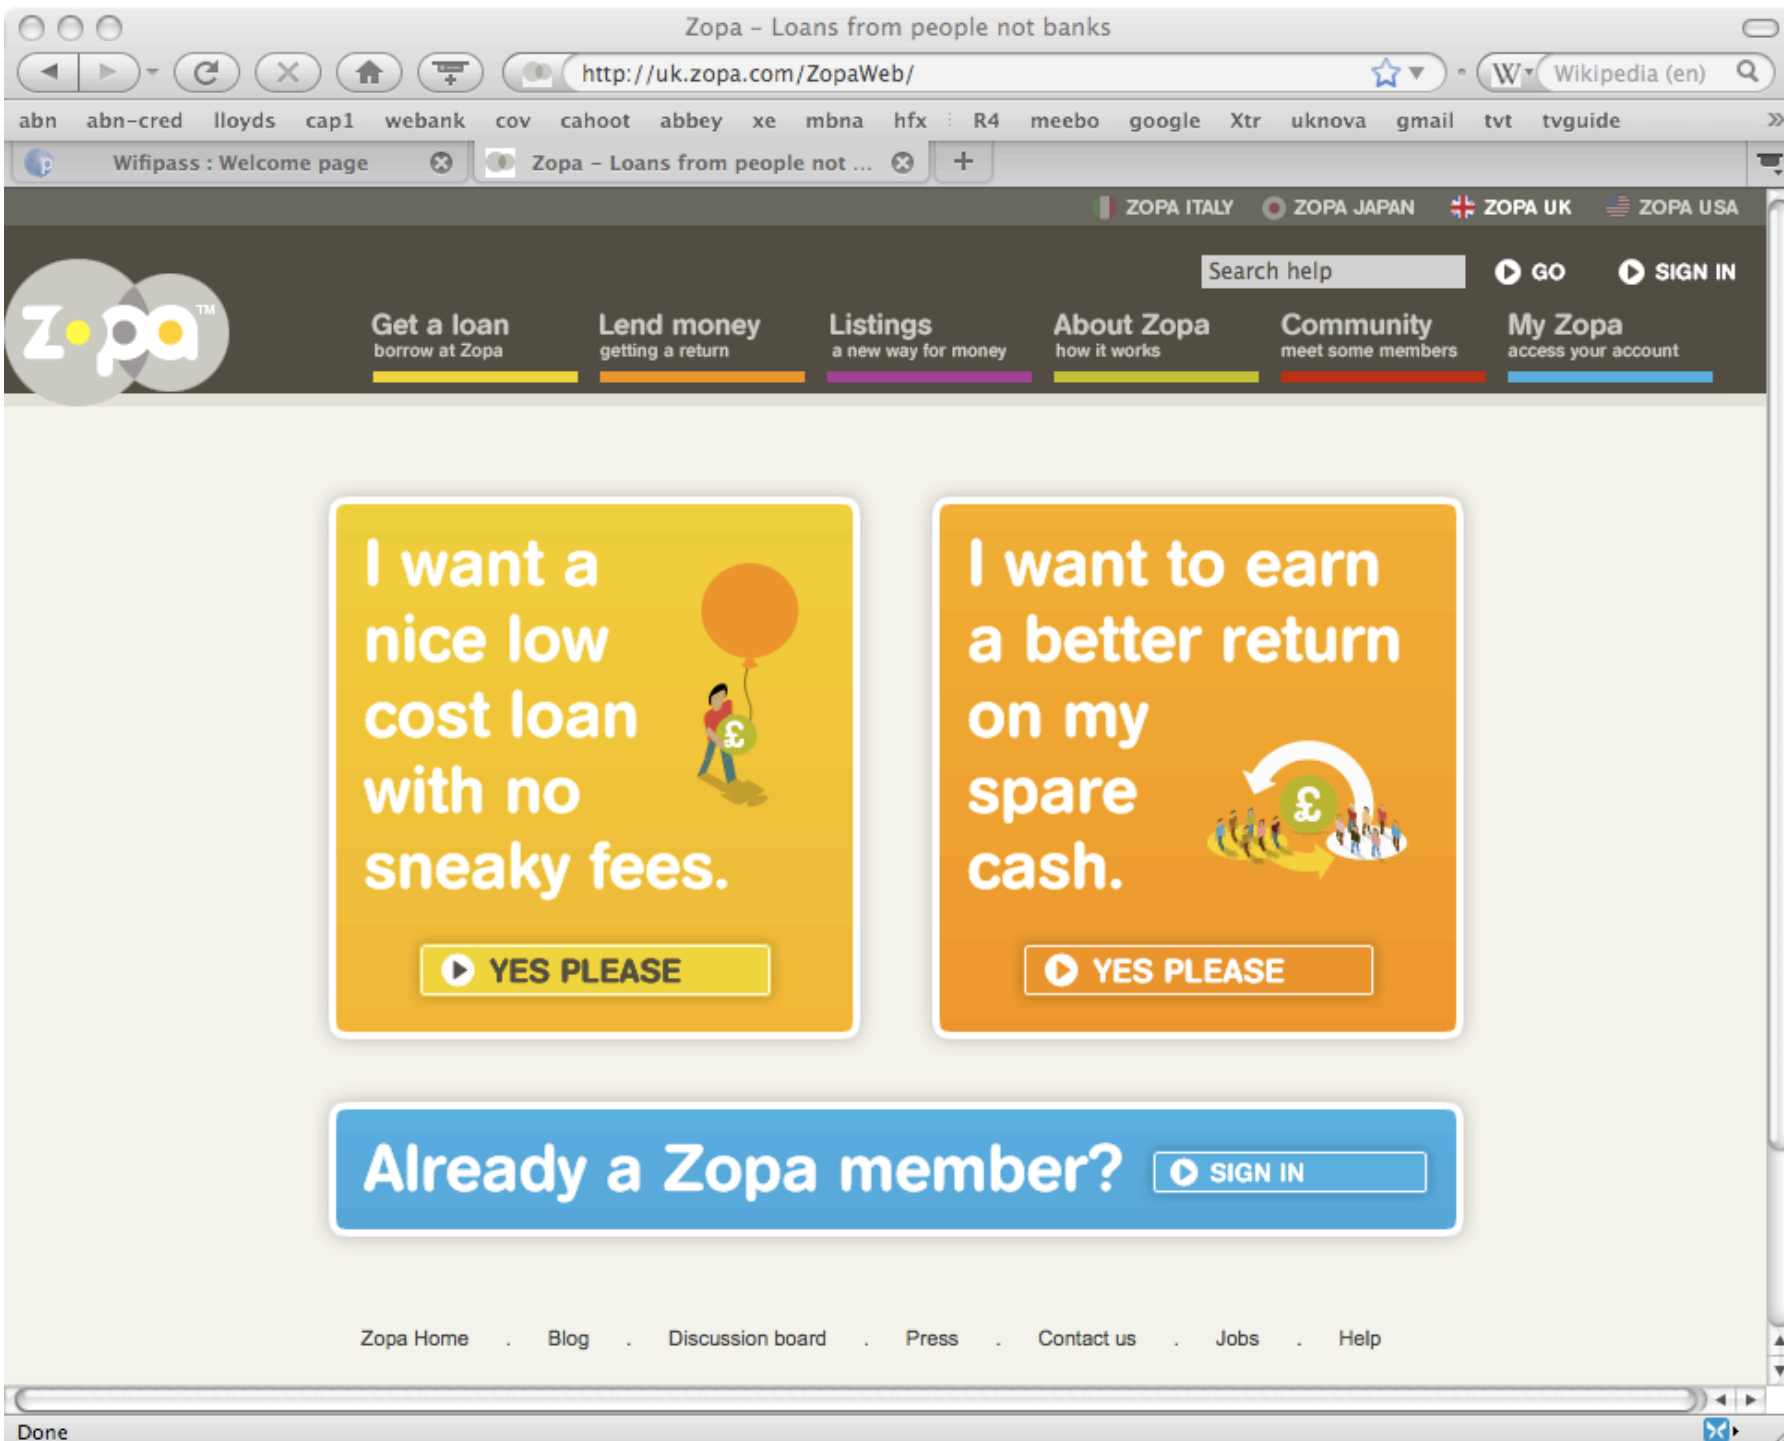 Zopa – Loans from people not banks
http://uk.zopa.com/ZopaWeb/
W Wikipedia (en)
abn abn-cred lloyds cap1 webank cov cahoot abbey xe mbna hfx R4 meebo google Xtr uknova gmail tvt tvguide »
Wifipass : Welcome page
Zopa – Loans from people not ...
+
ZOPA ITALY ZOPA JAPAN ZOPA UK ZOPA USA
Search help GO SIGN IN
zopa™
Get a loan Lend money Listings About Zopa Community My Zopa
borrow at Zopa getting a return a new way for money how it works meet some members access your account
I want a
nice low
cost loan
with no
sneaky fees.
£
YES PLEASE
I want to earn
a better return
on my
spare
cash.
£
YES PLEASE
Already a Zopa member? SIGN IN
Zopa Home . Blog . Discussion board . Press . Contact us . Jobs . Help
Done